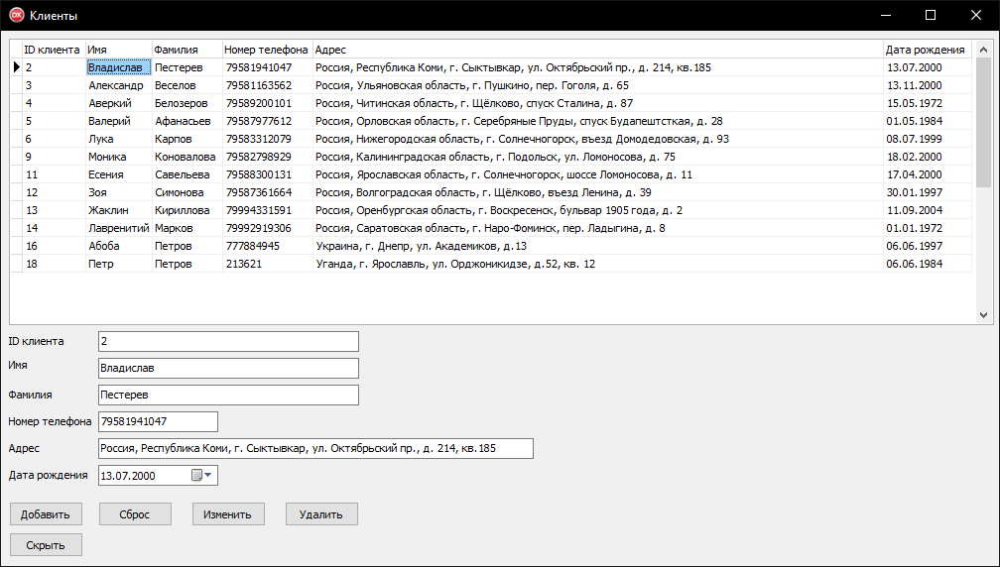 DX Клиенты
ID клиента Имя Фамилия Номер телефона Адрес Дата рождения
2 Владислав Пестерев 79581941047 Россия, Республика Коми, г. Сыктывкар, ул. Октябрьский пр., д. 214, кв.185 13.07.2000
3 Александр Веселов 79581163562 Россия, Ульяновская область, г. Пушкино, пер. Гоголя, д. 65 13.11.2000
4 Аверкий Белозеров 79589200101 Россия, Читинская область, г. Щёлково, спуск Сталина, д. 87 15.05.1972
5 Валерий Афанасьев 79587977612 Россия, Орловская область, г. Серебряные Пруды, спуск Будапештсткая, д. 28 01.05.1984
6 Лука Карпов 79583312079 Россия, Нижегородская область, г. Солнечногорск, въезд Домодедовская, д. 93 08.07.1999
9 Моника Коновалова 79582798929 Россия, Калининградская область, г. Подольск, ул. Ломоносова, д. 75 18.02.2000
11 Есения Савельева 79588300131 Россия, Ярославская область, г. Солнечногорск, шоссе Ломоносова, д. 11 17.04.2000
12 Зоя Симонова 79587361664 Россия, Волгоградская область, г. Щёлково, въезд Ленина, д. 39 30.01.1997
13 Жаклин Кириллова 79994331591 Россия, Оренбургская область, г. Воскресенск, бульвар 1905 года, д. 2 11.09.2004
14 Лаврентитий Марков 79992919306 Россия, Саратовская область, г. Наро-Фоминск, пер. Ладыгина, д. 8 01.01.1972
16 Абоба Петров 777884945 Украина, г. Днепр, ул. Академиков, д.13 06.06.1997
18 Петр Петров 213621 Уганда, г. Ярославль, ул. Орджоникидзе, д.52, кв. 12 06.06.1984
ID клиента 2
Имя Владислав
Фамилия Пестерев
Номер телефона 79581941047
Адрес Россия, Республика Коми, г. Сыктывкар, ул. Октябрьский пр., д. 214, кв.185
Дата рождения 13.07.2000
Добавить Сброс Изменить Удалить
Скрыть